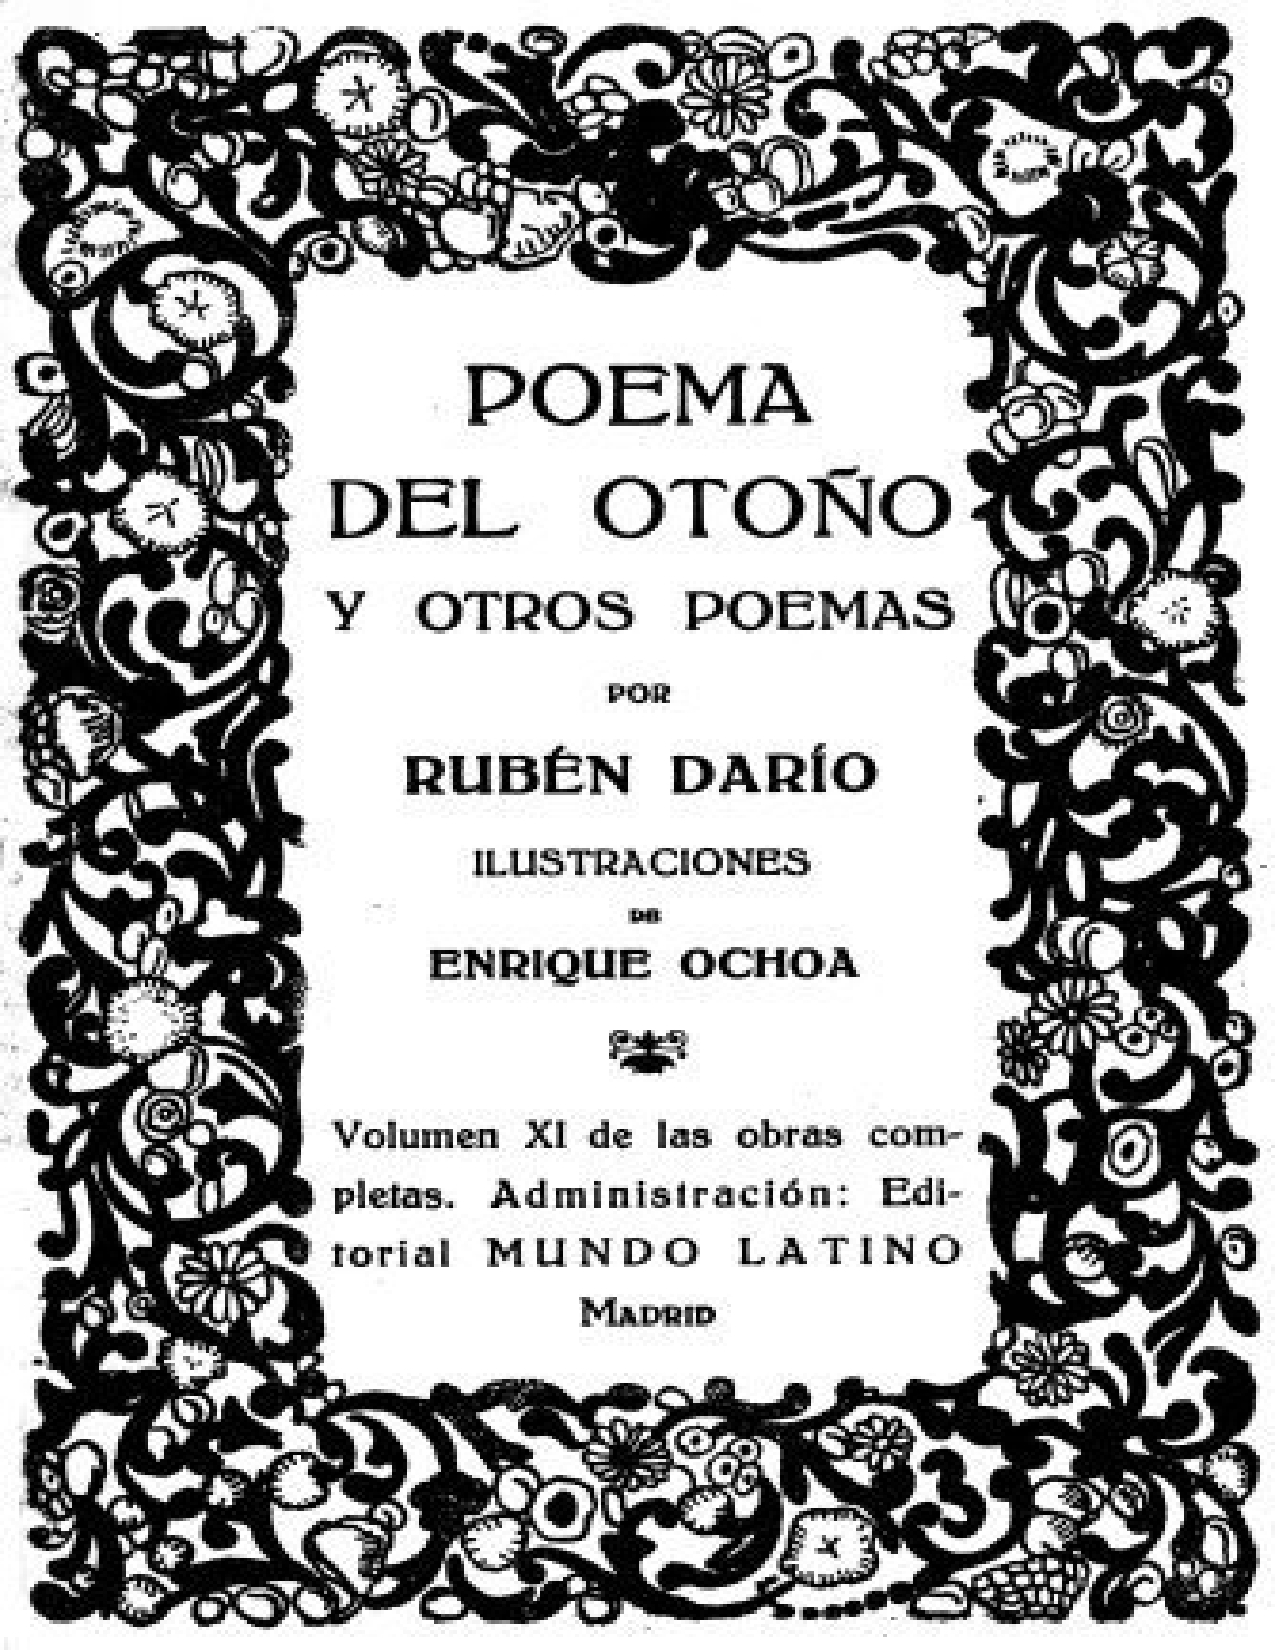 POEMA
DEL OTOÑO
Y OTROS POEMAS
POR
RUBÉN DARÍO
ILUSTRACIONES
DE
ENRIQUE OCHOA
Volumen XI de las obras com-
pletas. Administración: Edi-
torial MUNDO LATINO
MADRID